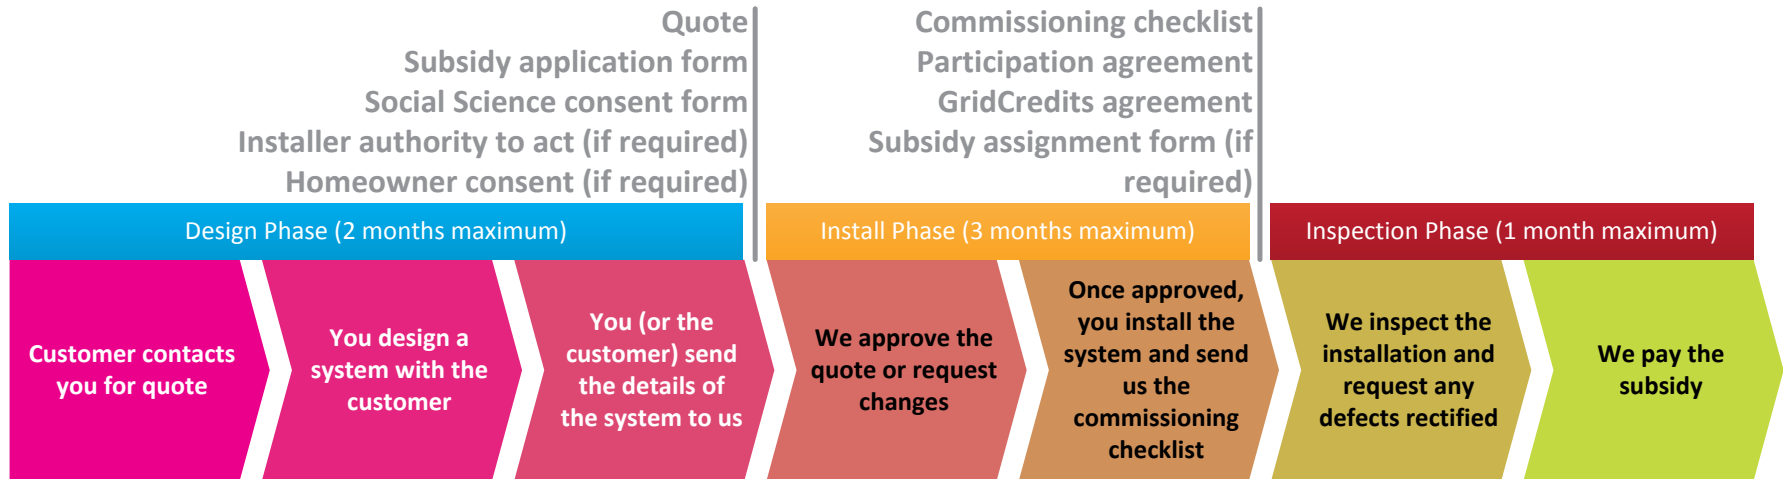 Quote
Subsidy application form
Social Science consent form
Installer authority to act (if required)
Homeowner consent (if required)
Commissioning checklist
Participation agreement
GridCredits agreement
Subsidy assignment form (if
required)
Design Phase (2 months maximum)
Install Phase (3 months maximum)
Inspection Phase (1 month maximum)
Customer contacts
you for quote
You design a
system with the
customer
You (or the
customer) send
the details of
the system to us
We approve the
quote or request
changes
Once approved,
you install the
system and send
us the
commissioning
checklist
We inspect the
installation and
request any
defects rectified
We pay the
subsidy